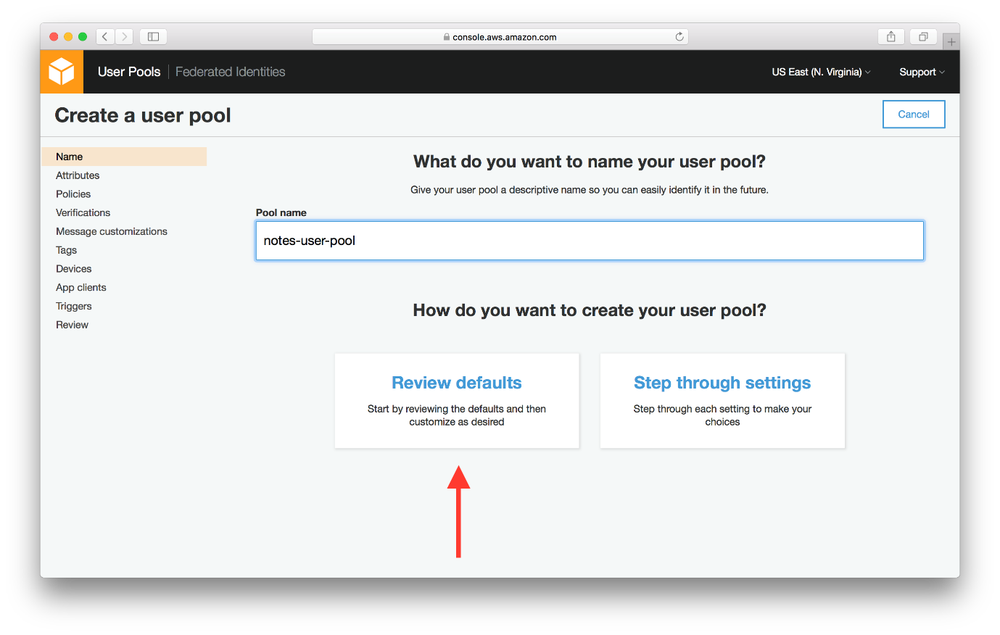 console.aws.amazon.com
User Pools
Federated Identities
US East (N. Virginia)
Support
Create a user pool
Cancel
Name
Attributes
Policies
Verifications
Message customizations
Tags
Devices
App clients
Triggers
Review
What do you want to name your user pool?
Give your user pool a descriptive name so you can easily identify it in the future.
Pool name
notes-user-pool
How do you want to create your user pool?
Review defaults
Start by reviewing the defaults and then
customize as desired
Step through settings
Step through each setting to make your
choices